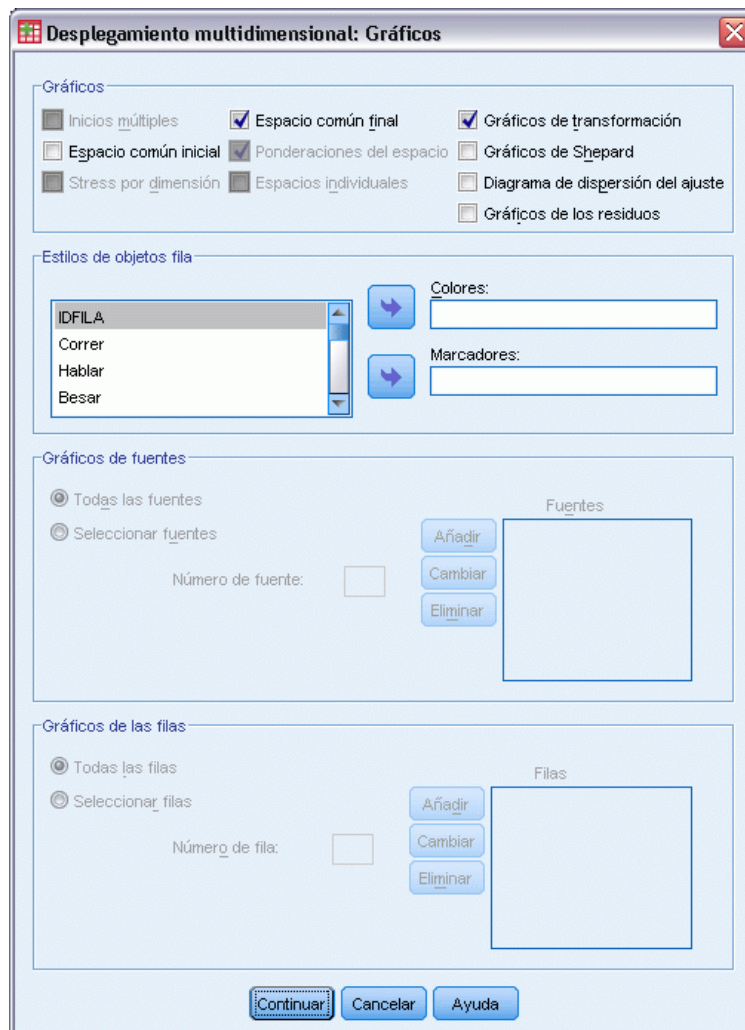 Desplegamiento multidimensional: Gráficos
Gráficos
Inicios múltiples
Espacio común final
Gráficos de transformación
Espacio común inicial
Ponderaciones del espacio
Gráficos de Shepard
Stress por dimensión
Espacios individuales
Diagrama de dispersión del ajuste
Gráficos de los residuos
Estilos de objetos fila
IDFILA
Correr
Hablar
Besar
Colores:
Marcadores:
Gráficos de fuentes
Todas las fuentes
Seleccionar fuentes
Número de fuente:
Fuentes
Añadir
Cambiar
Eliminar
Gráficos de las filas
Todas las filas
Seleccionar filas
Número de fila:
Filas
Añadir
Cambiar
Eliminar
Continuar
Cancelar
Ayuda